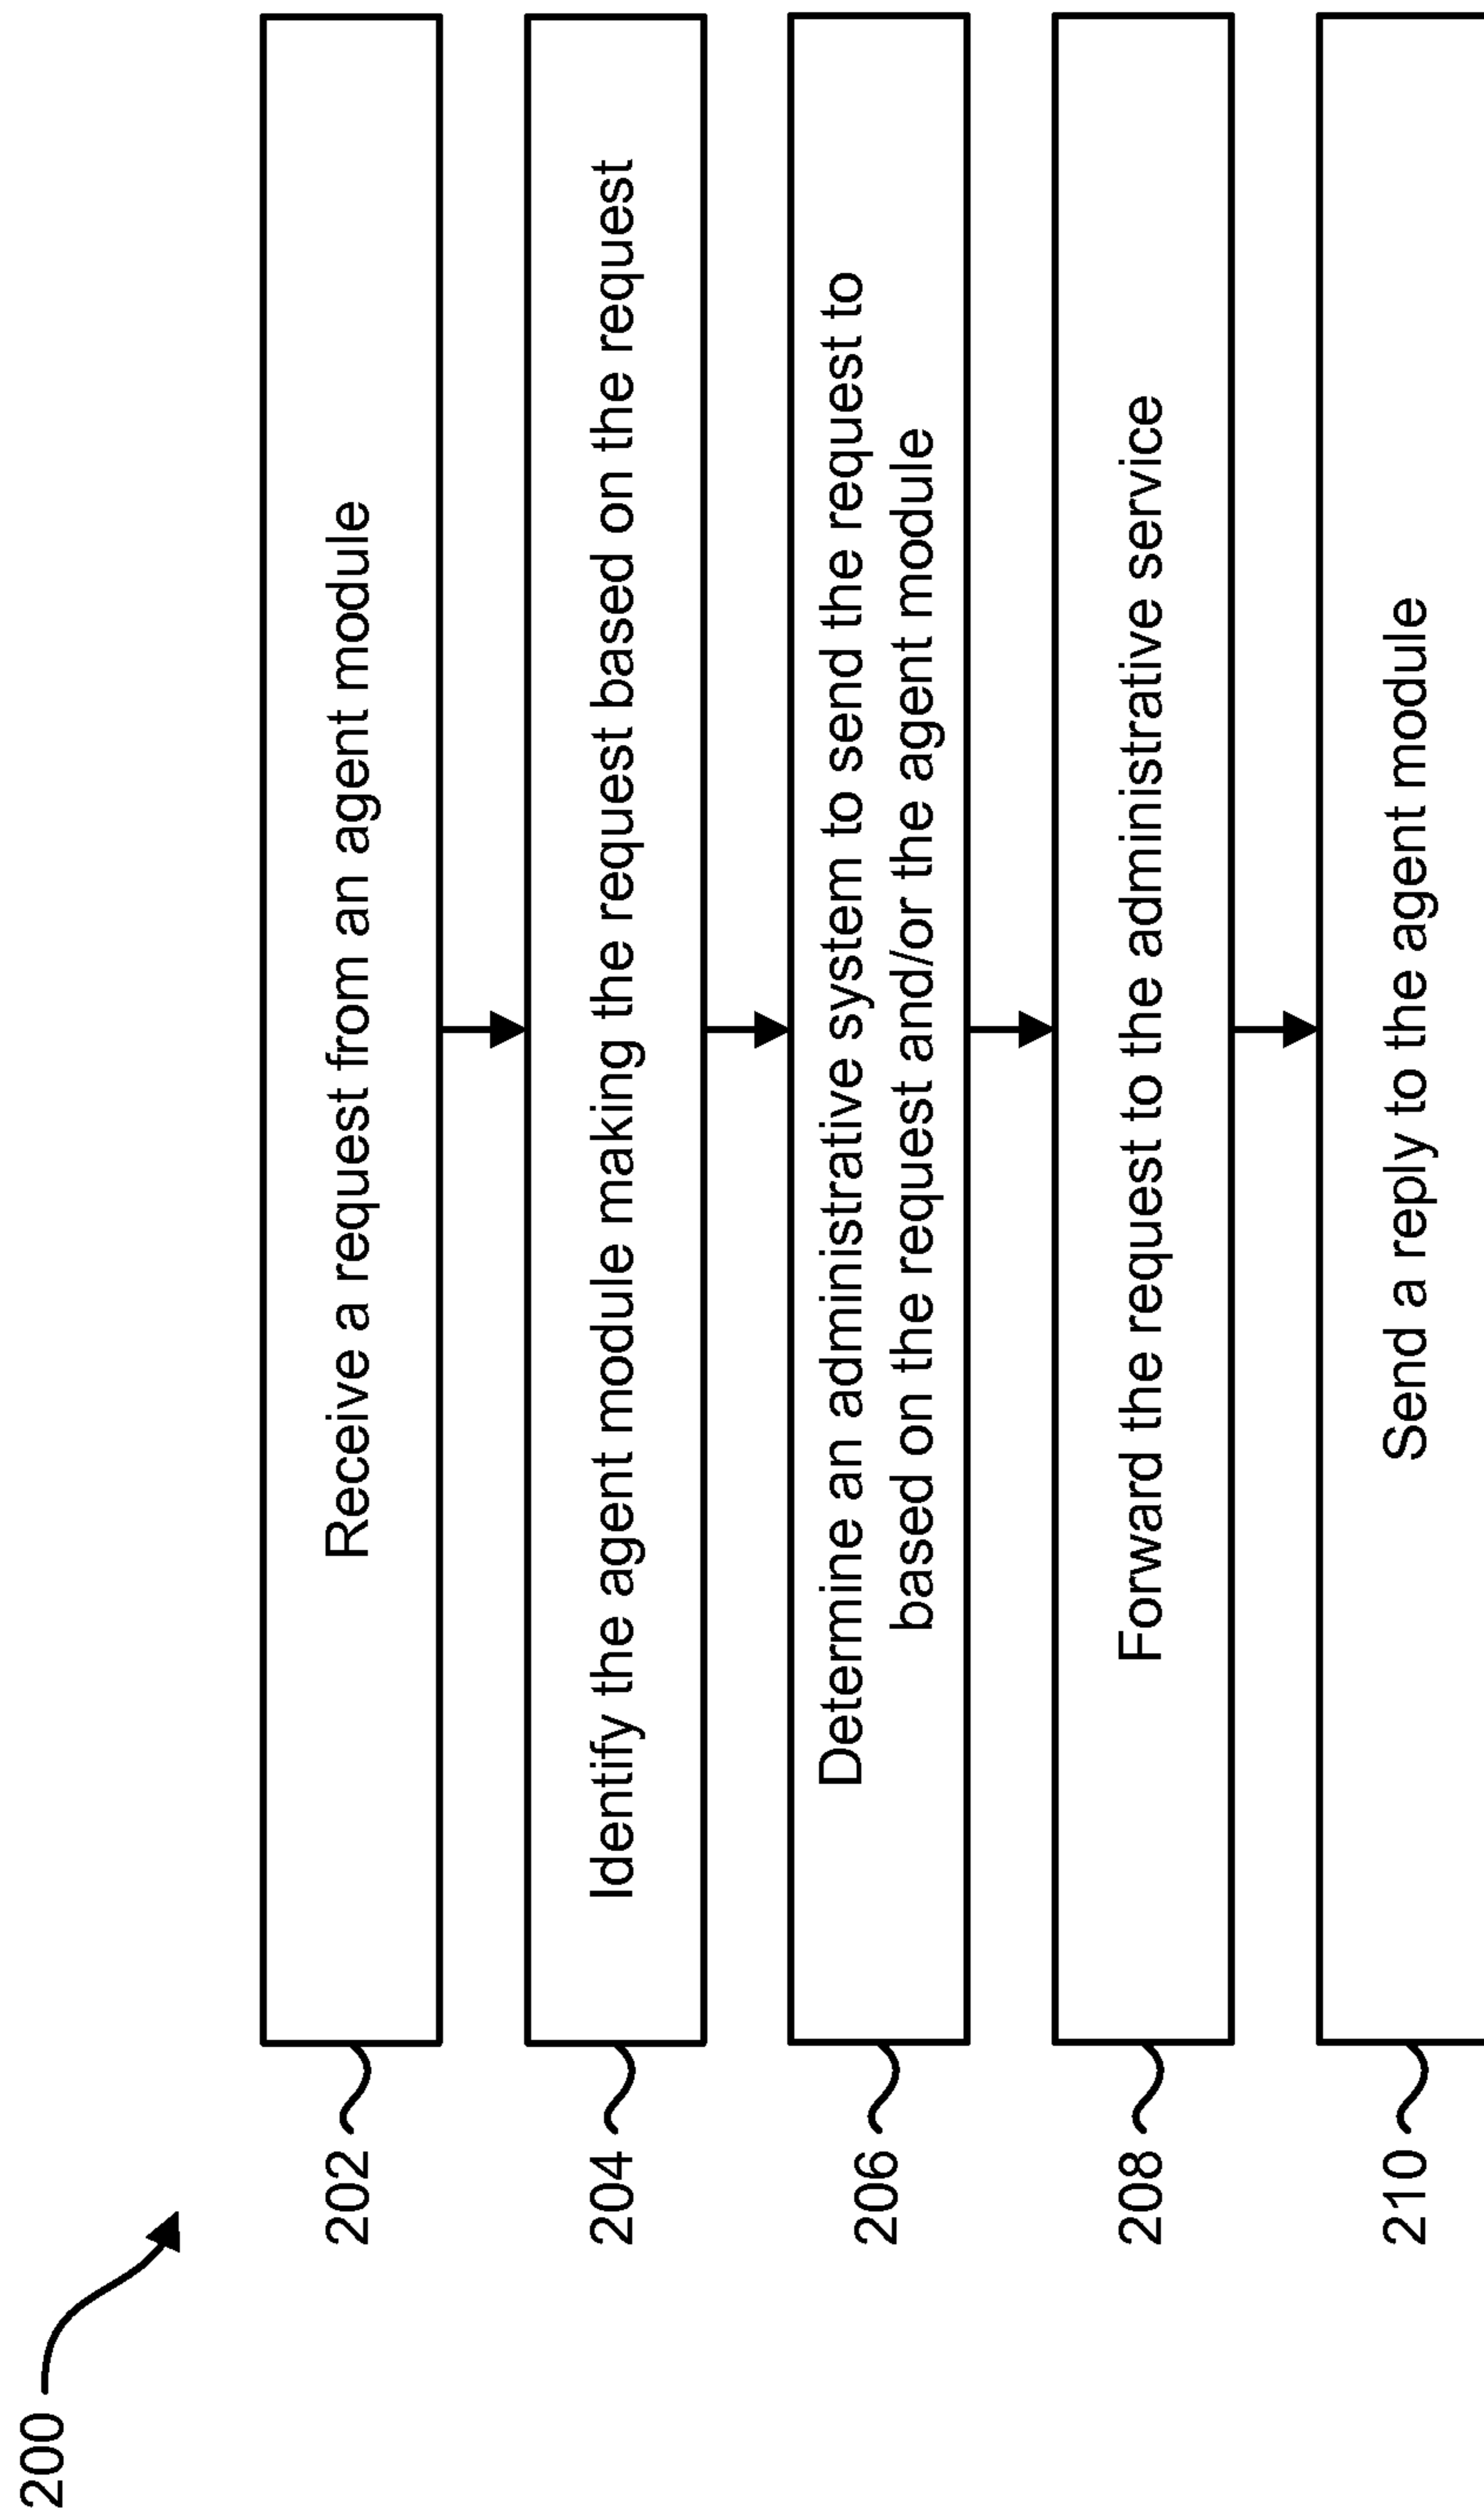 200
202
Receive a request from an agent module
204
Identify the agent module making the request based on the request
206
Determine an administrative system to send the request to
based on the request and/or the agent module
208
Forward the request to the administrative service
210
Send a reply to the agent module